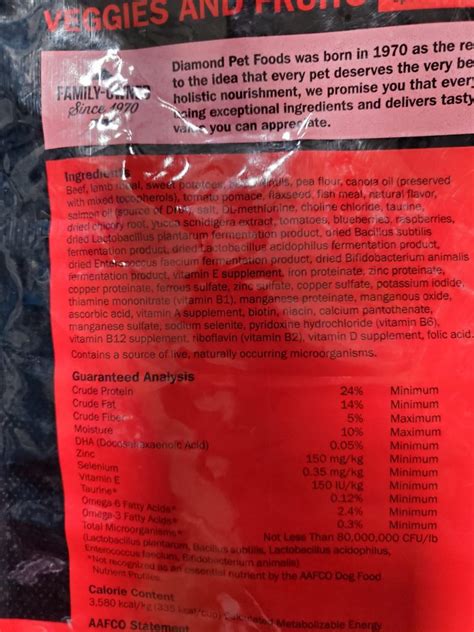 VEGGIES AND FRUITS
FAMILY-OWNED
Since 1970
Diamond Pet Foods was born in 1970 as the
to the idea that every pet deserves the very
holistic nourishment, we promise you that
using exceptional ingredients and delivers tasty,
value you can appreciate.
Ingredients
Beef, lamb meal, sweet potatoes, peas, pea flour, canola oil (preserved
with mixed tocopherols), tomato pomace, flaxseed, fish meal, natural flavor,
salmon oil (source of DHA), salt, DL-methionine, choline chloride, taurine,
dried chicory root, yucca schidigera extract, tomatoes, blueberries, raspberries,
dried Lactobacillus plantarum fermentation product, dried Bacillus subtilis
fermentation product, dried Lactobacillus acidophilus fermentation product,
dried Enterococcus faecium fermentation product, dried Bifidobacterium animalis
fermentation product, vitamin E supplement, iron proteinate, zinc proteinate,
copper proteinate, ferrous sulfate, zinc sulfate, copper sulfate, potassium iodide,
thiamine mononitrate (vitamin B1), manganese proteinate, manganous oxide,
ascorbic acid, vitamin A supplement, biotin, niacin, calcium pantothenate,
manganese sulfate, sodium selenite, pyridoxine hydrochloride (vitamin B6),
vitamin B12 supplement, riboflavin (vitamin B2), vitamin D supplement, folic acid.
Contains a source of live, naturally occurring microorganisms.
Guaranteed Analysis
Crude Protein 24% Minimum
Crude Fat 14% Minimum
Crude Fiber 5% Maximum
Moisture 10% Maximum
DHA (Docosahexaenoic Acid) 0.05% Minimum
Zinc 150 mg/kg Minimum
Selenium 0.35 mg/kg Minimum
Vitamin E 150 IU/kg Minimum
Taurine* 0.12% Minimum
Omega-6 Fatty Acids* 2.4% Minimum
Omega-3 Fatty Acids* 0.3% Minimum
Total Microorganisms* Not Less Than 80,000,000 CFU/lb
(Lactobacillus plantarum, Bacillus subtilis, Lactobacillus acidophilus,
Enterococcus faecium, Bifidobacterium animalis)
*Not recognized as an essential nutrient by the AAFCO Dog Food
Nutrient Profiles.
Calorie Content
3,580 kcal/kg (335 kcal/cup) Calculated Metabolizable Energy
AAFCO Statement